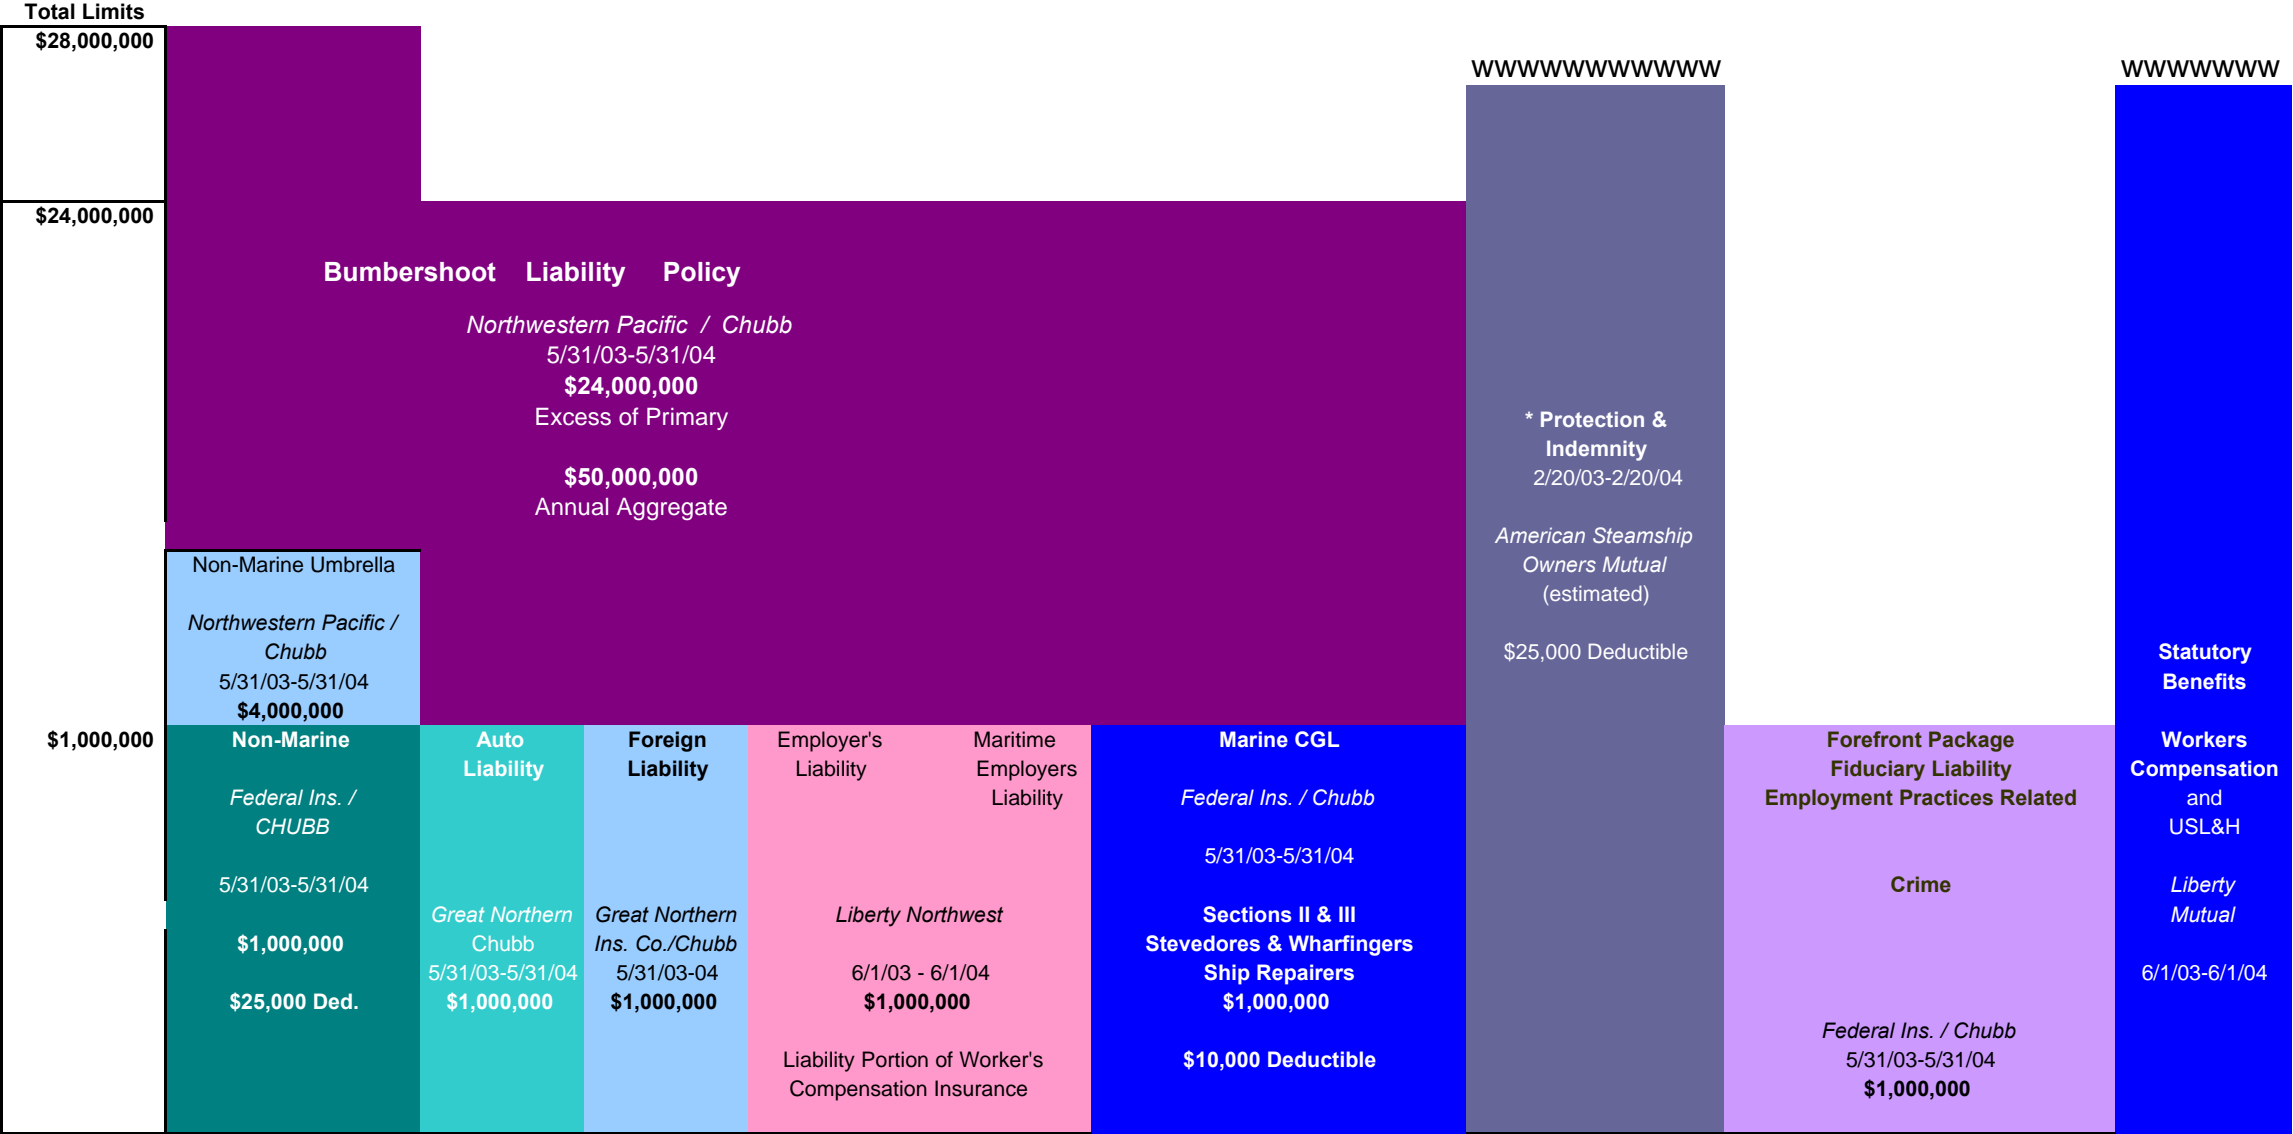 Total Limits
$28,000,000
$24,000,000
$1,000,000
Bumbershoot Liability Policy
Northwestern Pacific / Chubb
5/31/03-5/31/04
$24,000,000
Excess of Primary
$50,000,000
Annual Aggregate
Non-Marine Umbrella
Northwestern Pacific /
Chubb
5/31/03-5/31/04
$4,000,000
Non-Marine
Federal Ins. /
CHUBB
5/31/03-5/31/04
$1,000,000
$25,000 Ded.
Auto
Liability
Great Northern
Chubb
5/31/03-5/31/04
$1,000,000
Foreign
Liability
Great Northern
Ins. Co./Chubb
5/31/03-04
$1,000,000
Employer's
Liability
Maritime
Employers
Liability
Liberty Northwest
6/1/03 - 6/1/04
$1,000,000
Liability Portion of Worker's
Compensation Insurance
Marine CGL
Federal Ins. / Chubb
5/31/03-5/31/04
Sections II & III
Stevedores & Wharfingers
Ship Repairers
$1,000,000
$10,000 Deductible
wwwwwwwwwww
* Protection &
Indemnity
2/20/03-2/20/04
American Steamship
Owners Mutual
(estimated)
$25,000 Deductible
Forefront Package
Fiduciary Liability
Employment Practices Related
Crime
Federal Ins. / Chubb
5/31/03-5/31/04
$1,000,000
wwwwwww
Statutory
Benefits
Workers
Compensation
and
USL&H
Liberty
Mutual
6/1/03-6/1/04